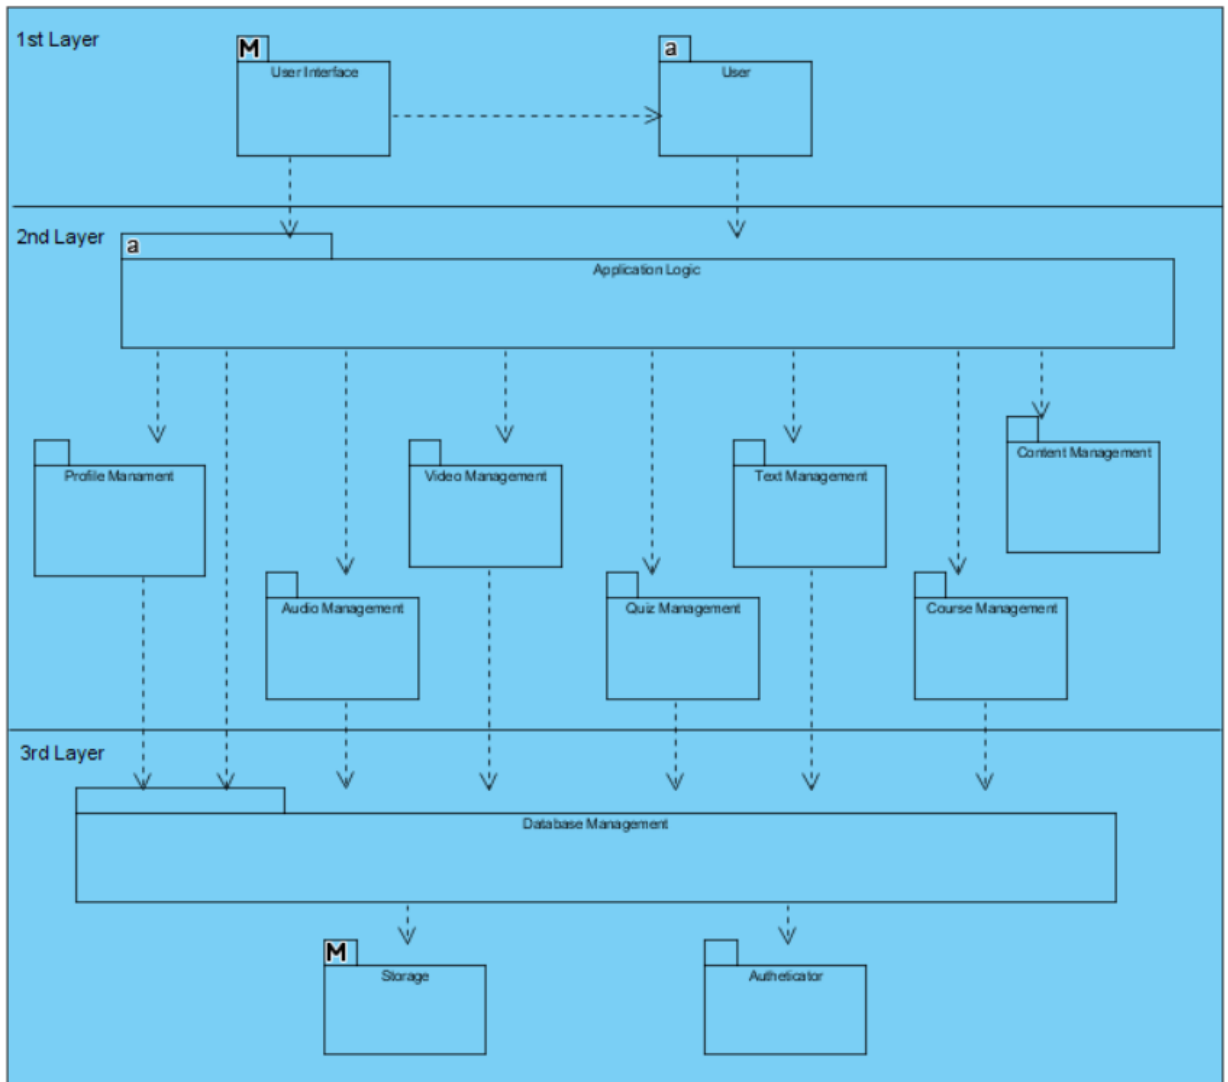 1st Layer
M
User Interface
a
User
2nd Layer
a
Application Logic
Profile Manament
Video Management
Text Management
Content Management
Audio Management
Quiz Management
Course Management
3rd Layer
Database Management
M
Storage
Autheticator